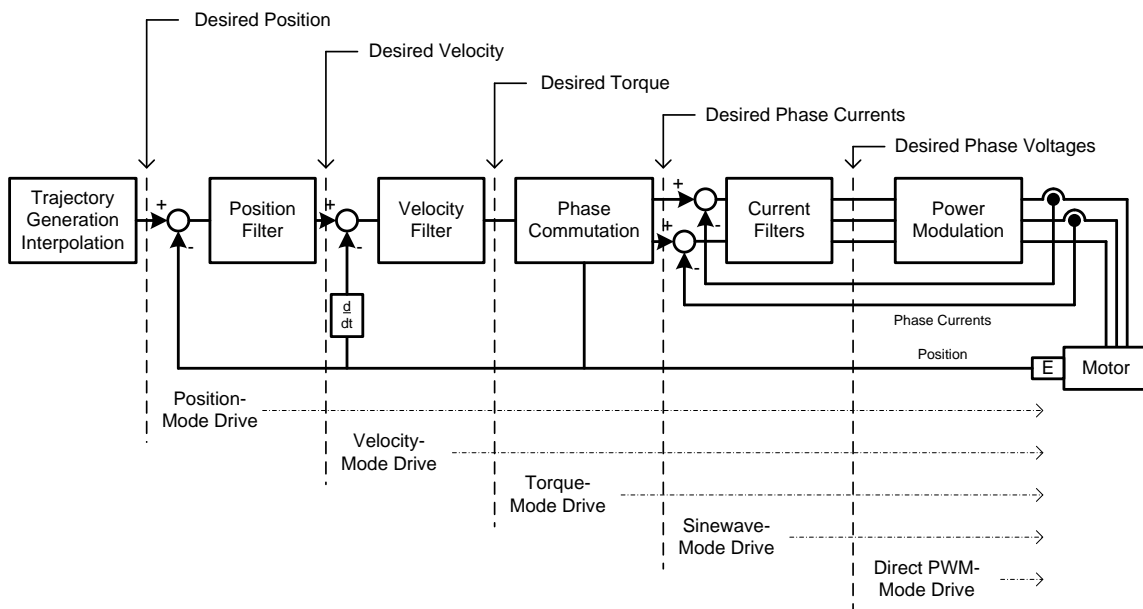 Desired Position
Desired Velocity
Desired Torque
Desired Phase Currents
Desired Phase Voltages
Trajectory
Generation
Interpolation
+
-
Position
Filter
+
-
Velocity
Filter
Phase
Commutation
+
-
+
-
Current
Filters
Power
Modulation
d
dt
Phase Currents
Position
E
Motor
Position-
Mode Drive
Velocity-
Mode Drive
Torque-
Mode Drive
Sinewave-
Mode Drive
Direct PWM-
Mode Drive